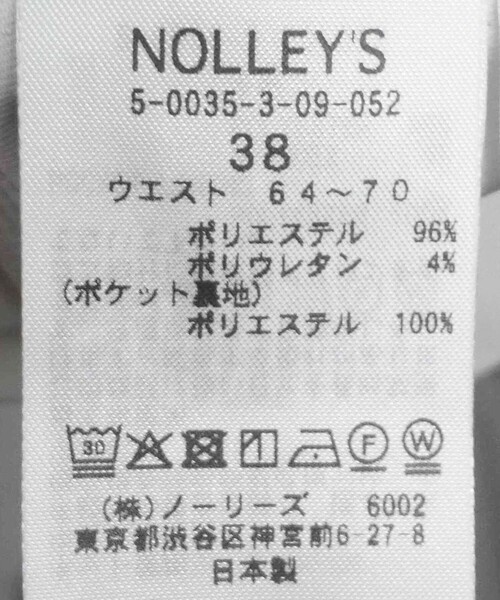 NOLLEY'S
5-0035-3-09-052
38
ウエスト 64～70
ポリエステル 96%
ポリウレタン 4%
(ポケット裏地)
ポリエステル 100%
30 F W
(株)ノーリーズ 6002
東京都渋谷区神宮前6-27-8
日本製